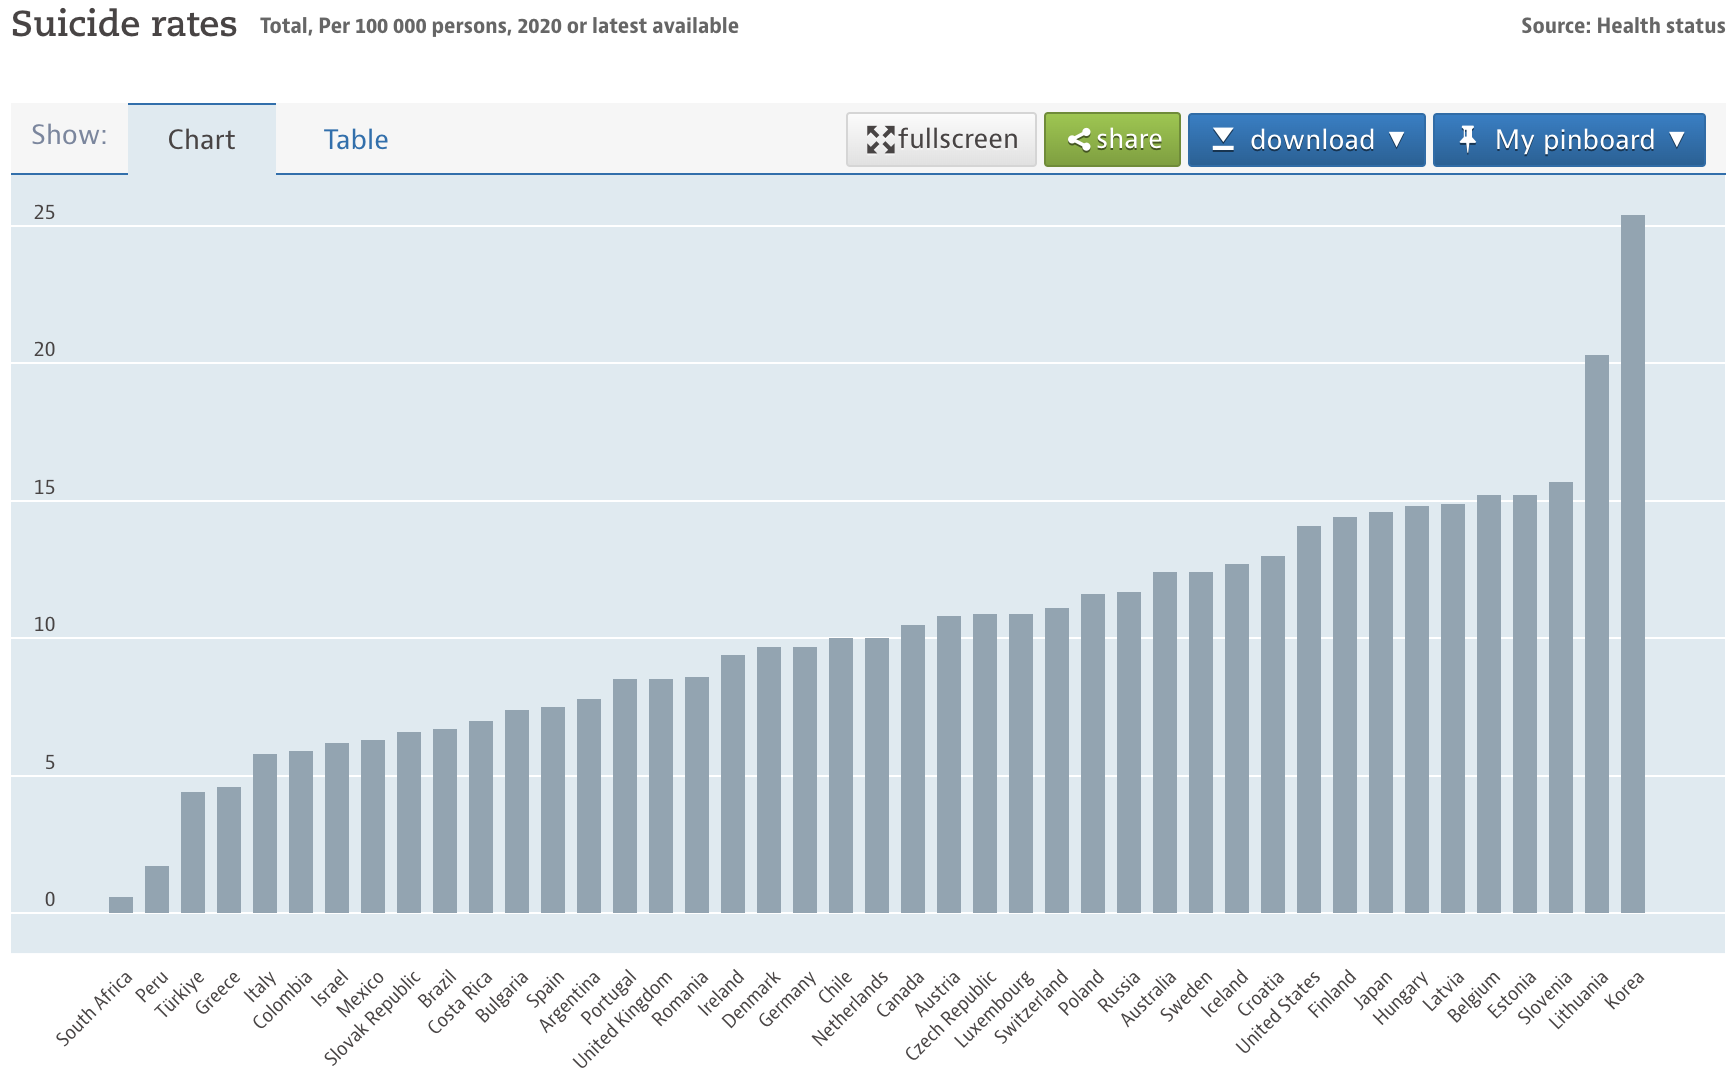 Suicide rates Total, Per 100 000 persons, 2020 or latest available Source: Health status
Show: Chart Table fullscreen share download ▼ My pinboard ▼
25
20
15
10
5
0
South Africa
Peru
Türkiye
Greece
Italy
Colombia
Israel
Mexico
Slovak Republic
Brazil
Costa Rica
Bulgaria
Spain
Argentina
Portugal
United Kingdom
Romania
Ireland
Denmark
Germany
Chile
Netherlands
Canada
Austria
Czech Republic
Luxembourg
Switzerland
Poland
Russia
Australia
Sweden
Iceland
Croatia
United States
Finland
Japan
Hungary
Latvia
Belgium
Estonia
Slovenia
Lithuania
Korea